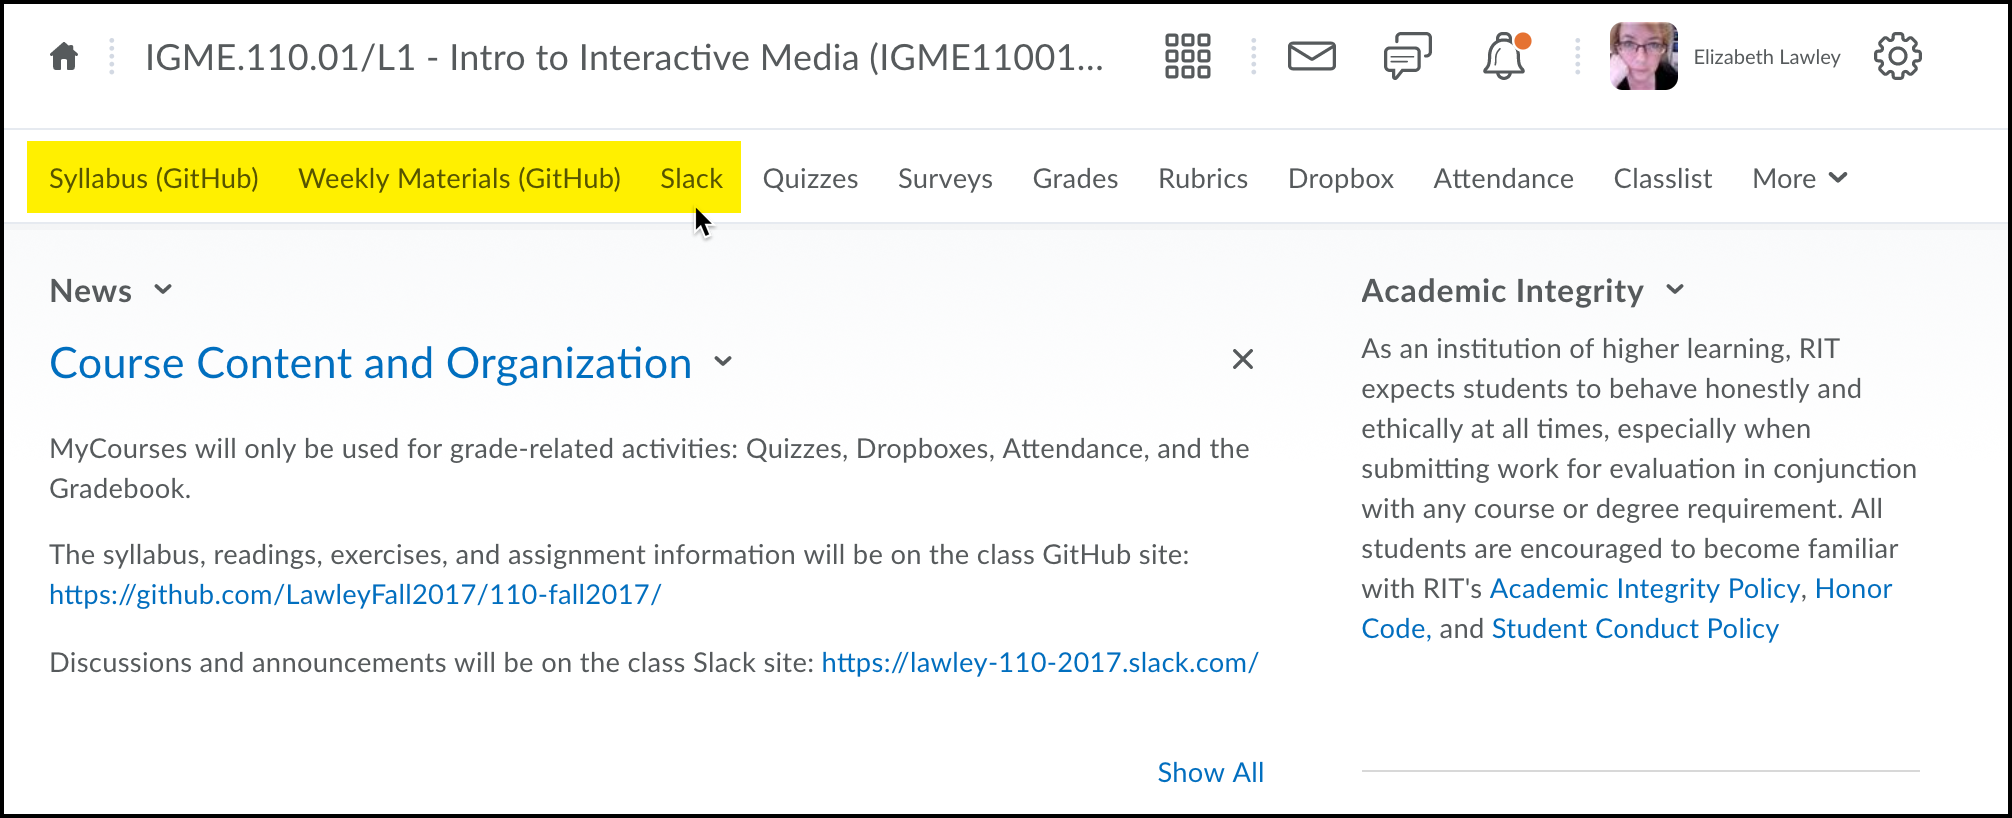 IGME.110.01/L1 - Intro to Interactive Media (IGME11001...
Elizabeth Lawley
Syllabus (GitHub) Weekly Materials (GitHub) Slack Quizzes Surveys Grades Rubrics Dropbox Attendance Classlist More
News
Course Content and Organization
MyCourses will only be used for grade-related activities: Quizzes, Dropboxes, Attendance, and the
Gradebook.
The syllabus, readings, exercises, and assignment information will be on the class GitHub site:
https://github.com/LawleyFall2017/110-fall2017/
Discussions and announcements will be on the class Slack site: https://lawley-110-2017.slack.com/
Show All
Academic Integrity
As an institution of higher learning, RIT
expects students to behave honestly and
ethically at all times, especially when
submitting work for evaluation in conjunction
with any course or degree requirement. All
students are encouraged to become familiar
with RIT's Academic Integrity Policy, Honor
Code, and Student Conduct Policy